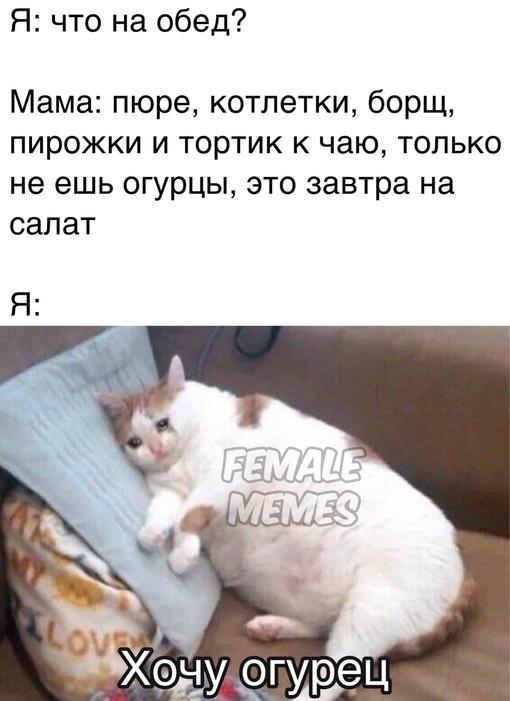 Я: что на обед?
Мама: пюре, котлетки, борщ,
пирожки и тортик к чаю, только
не ешь огурцы, это завтра на
салат
Я:
FEMALE
MEMES
LOVE
Хочу огурец